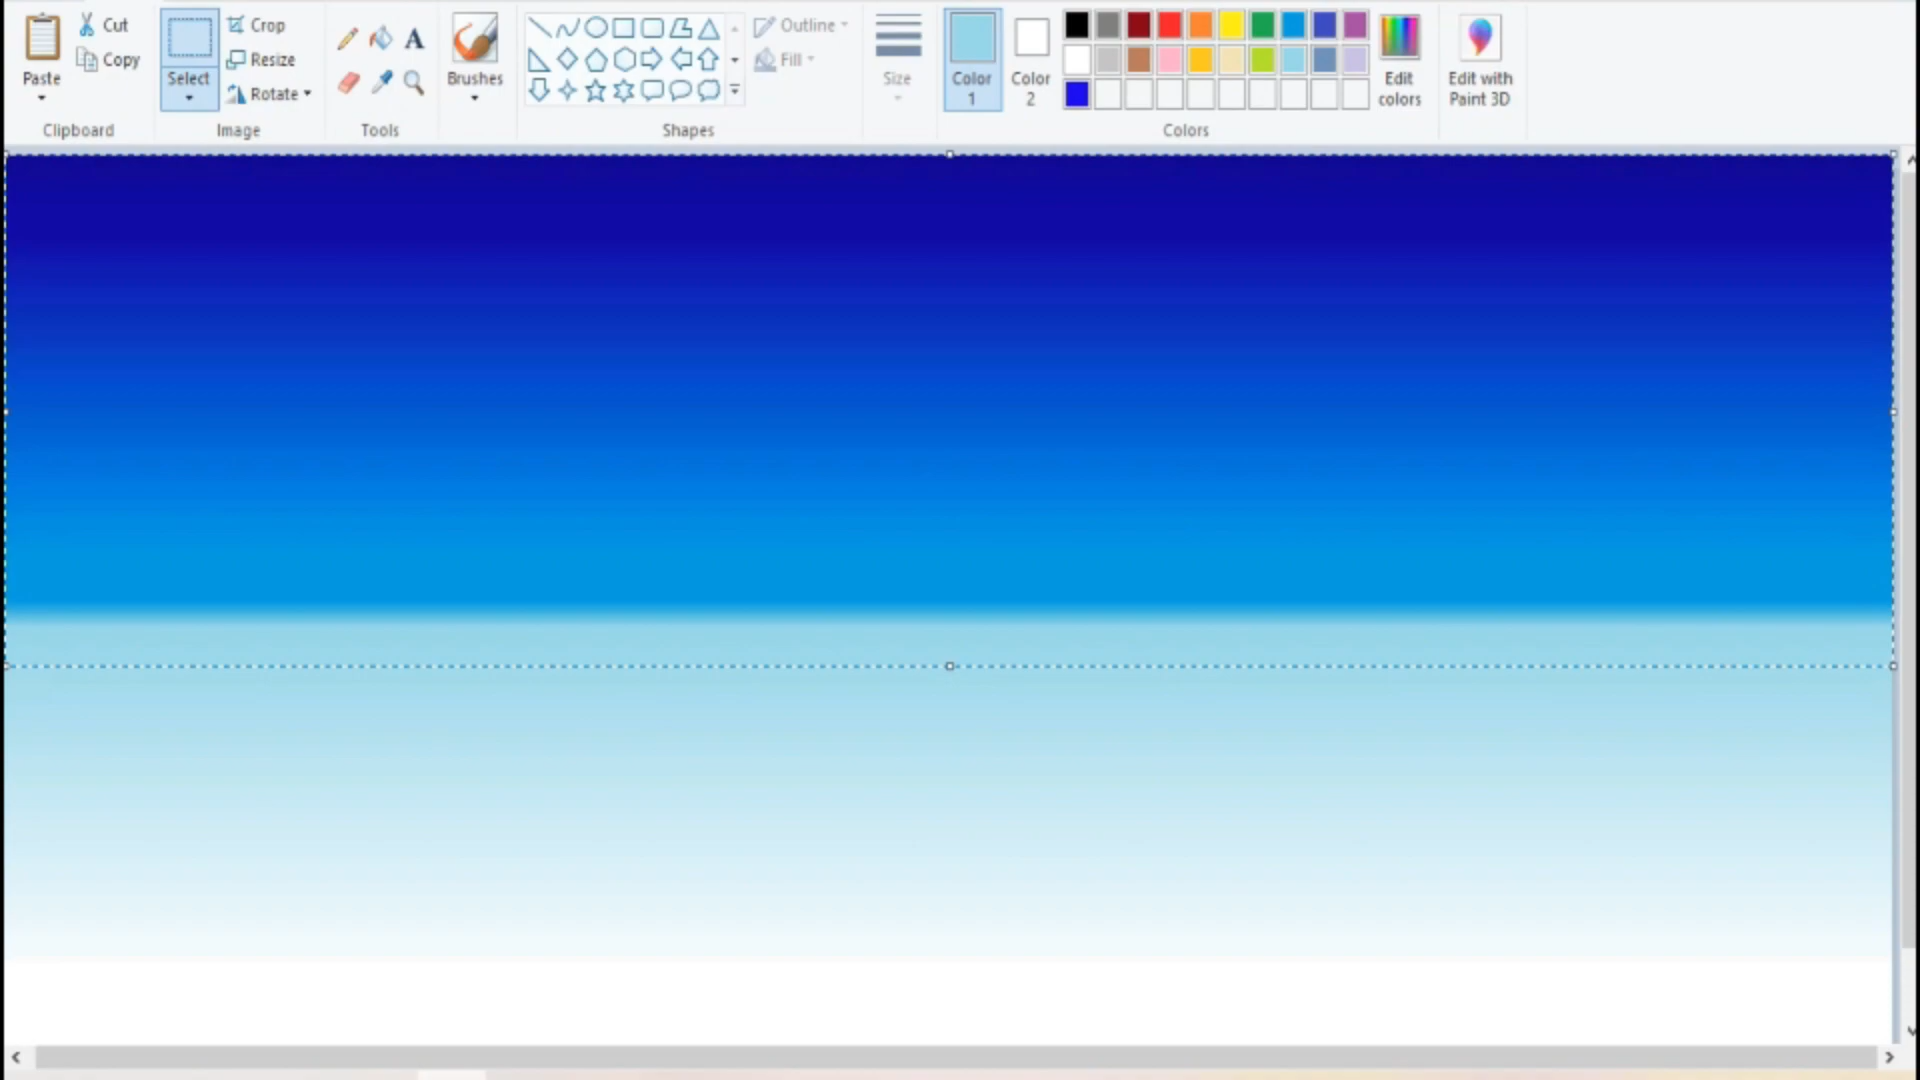 Paste
Cut
Copy
Clipboard
Select
Crop
Resize
Rotate
Image
A
Tools
Brushes
Shapes
Outline
Fill
Size
Color
1
Color
2
Colors
Edit
colors
Edit with
Paint 3D